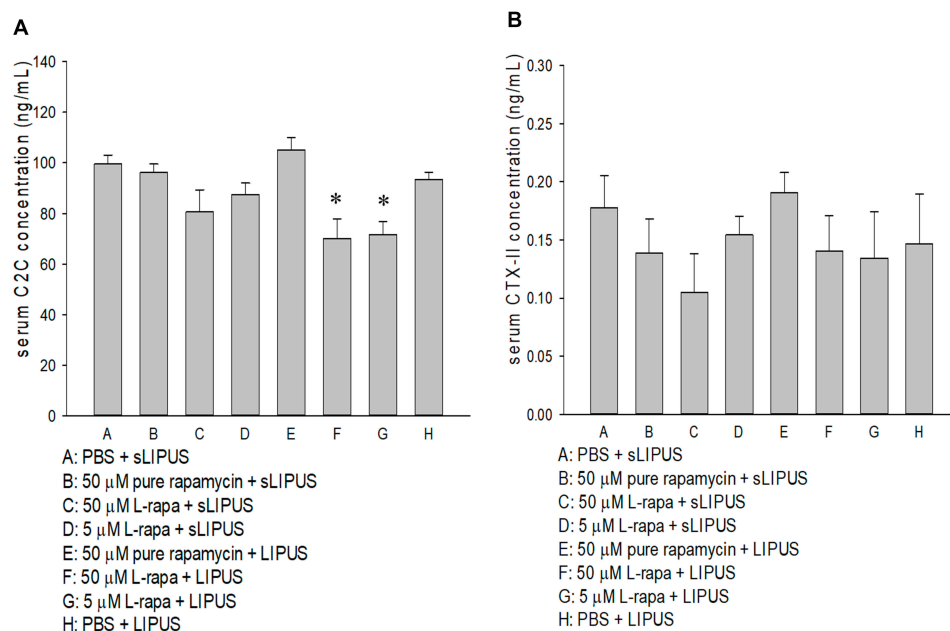 A
serum C2C concentration (ng/mL)
140
120
100
80
60
40
20
0
* *
A B C D E F G H
A: PBS + sLIPUS
B: 50 μM pure rapamycin + sLIPUS
C: 50 μM L-rapa + sLIPUS
D: 5 μM L-rapa + sLIPUS
E: 50 μM pure rapamycin + LIPUS
F: 50 μM L-rapa + LIPUS
G: 5 μM L-rapa + LIPUS
H: PBS + LIPUS
B
serum CTX-II concentration (ng/mL)
0.30
0.25
0.20
0.15
0.10
0.05
0.00
A B C D E F G H
A: PBS + sLIPUS
B: 50 μM pure rapamycin + sLIPUS
C: 50 μM L-rapa + sLIPUS
D: 5 μM L-rapa + sLIPUS
E: 50 μM pure rapamycin + LIPUS
F: 50 μM L-rapa + LIPUS
G: 5 μM L-rapa + LIPUS
H: PBS + LIPUS